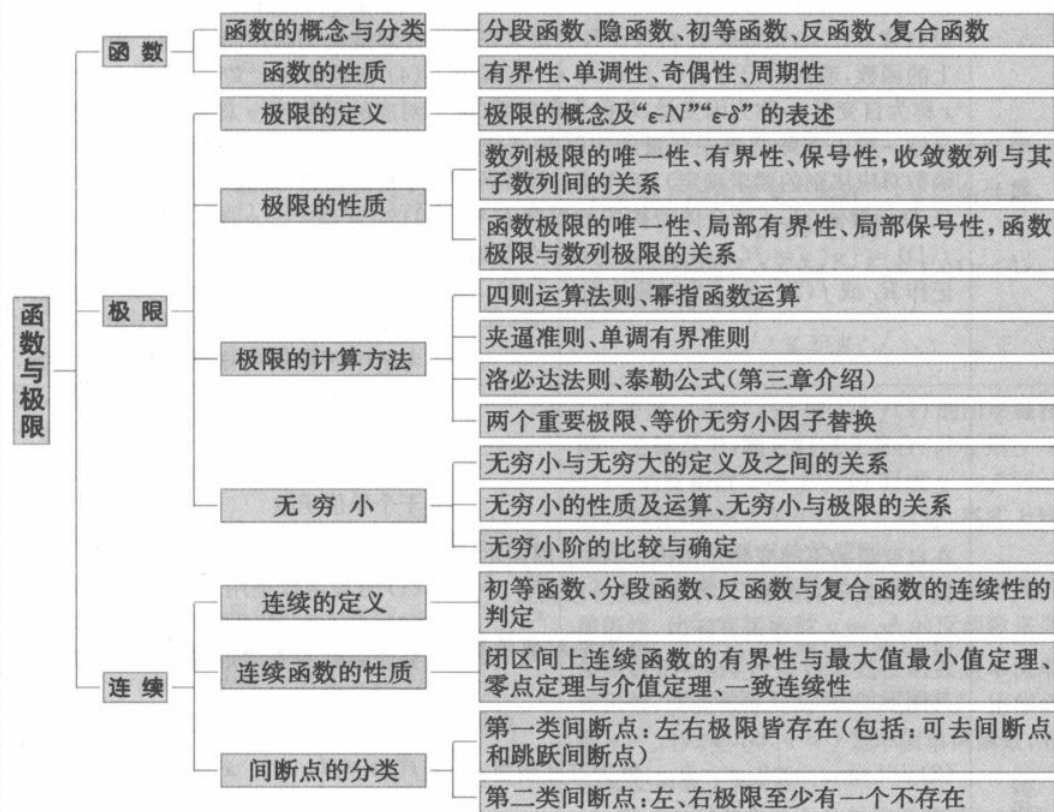 函数与极限
函数
函数的概念与分类
分段函数、隐函数、初等函数、反函数、复合函数
函数的性质
有界性、单调性、奇偶性、周期性
极限
极限的定义
极限的概念及“ε-N”“ε-δ”的表述
极限的性质
数列极限的唯一性、有界性、保号性,收敛数列与其
子数列间的关系
函数极限的唯一性、局部有界性、局部保号性,函数
极限与数列极限的关系
极限的计算方法
四则运算法则、幂指函数运算
夹逼准则、单调有界准则
洛必达法则、泰勒公式(第三章介绍)
两个重要极限、等价无穷小因子替换
无穷小
无穷小与无穷大的定义及之间的关系
无穷小的性质及运算、无穷小与极限的关系
无穷小阶的比较与确定
连续
连续的定义
初等函数、分段函数、反函数与复合函数的连续性的
判定
连续函数的性质
闭区间上连续函数的有界性与最大值最小值定理、
零点定理与介值定理、一致连续性
间断点的分类
第一类间断点:左右极限皆存在(包括:可去间断点
和跳跃间断点)
第二类间断点:左、右极限至少有一个不存在